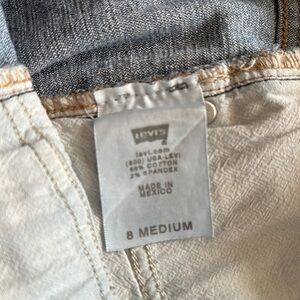 Levi's
levi.com
(800) USA-LEVI
98% COTTON
2% SPANDEX
MADE IN
MEXICO
8 MEDIUM